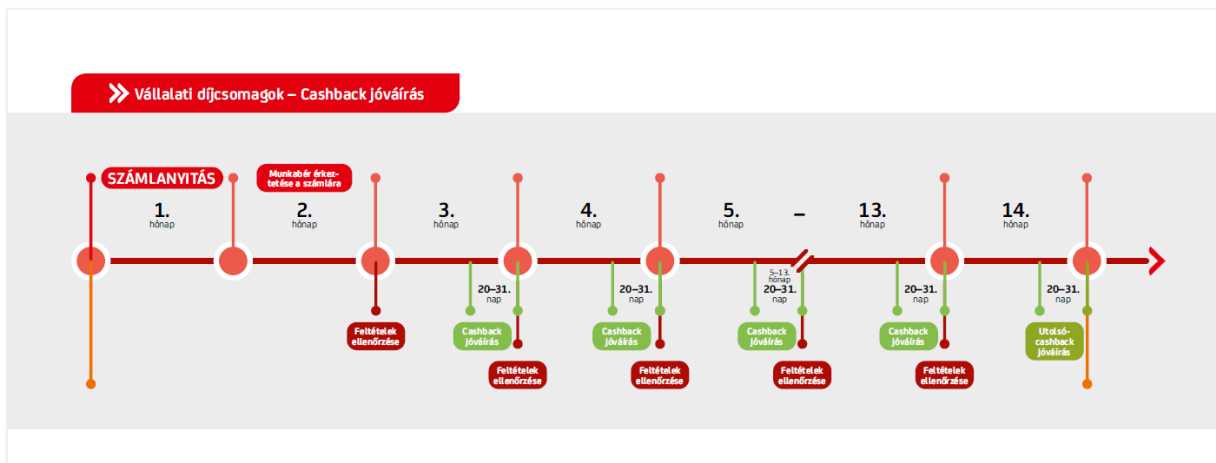 Vállalati díjcsomagok – Cashback jóváírás
SZÁMLANYITÁS
Munkabér érkez-
tetése a számlára
1.
hónap
2.
hónap
3.
hónap
4.
hónap
5.
hónap
–
13.
hónap
14.
hónap
5–13.
hónap
20–31.
nap
20–31.
nap
20–31.
nap
20–31.
nap
20–31.
nap
Feltételek
ellenőrzése
Cashback
jóváírás
Feltételek
ellenőrzése
Cashback
jóváírás
Feltételek
ellenőrzése
Cashback
jóváírás
Feltételek
ellenőrzése
Cashback
jóváírás
Feltételek
ellenőrzése
Utolsó-
cashback
jóváírás